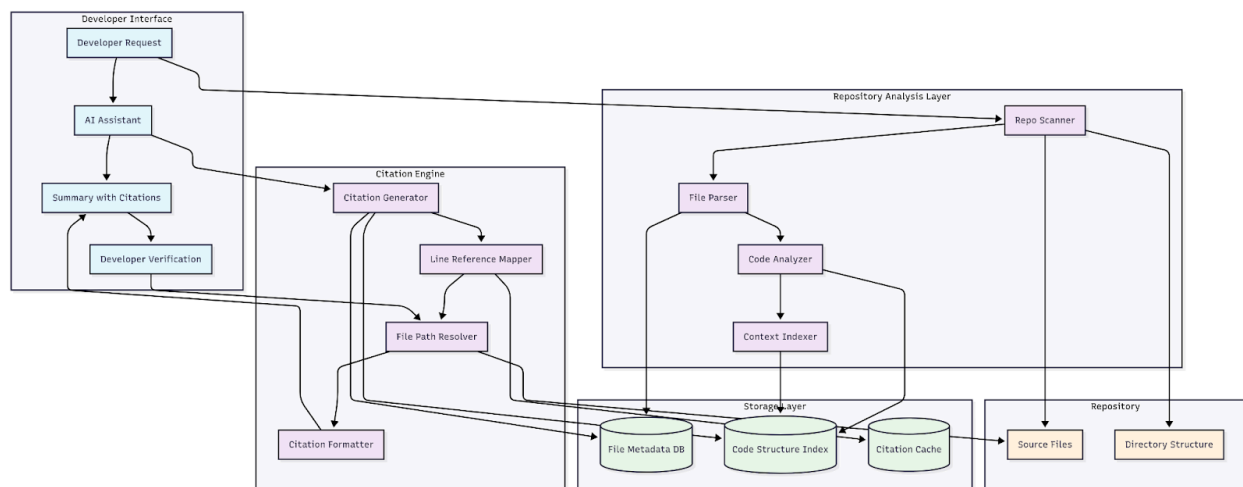 Developer Interface
Developer Request
AI Assistant
Summary with Citations
Developer Verification
Citation Engine
Citation Generator
Line Reference Mapper
File Path Resolver
Citation Formatter
Repository Analysis Layer
Repo Scanner
File Parser
Code Analyzer
Context Indexer
Storage Layer
File Metadata DB
Code Structure Index
Citation Cache
Repository
Source Files
Directory Structure